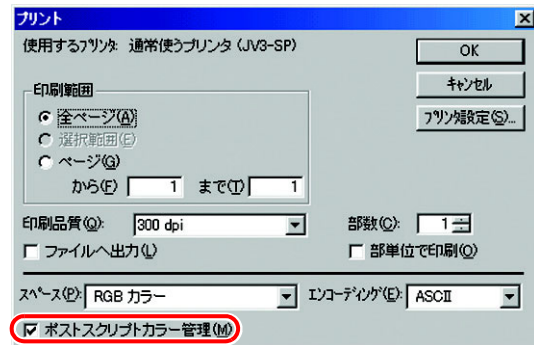 プリント
使用するプリンタ: 通常使うプリンタ (JV3-SP)
OK
キャンセル
プリンタ設定(S)...
印刷範囲
全ページ(A)
選択範囲(E)
ページ(G)
から(F) 1 まで(T) 1
印刷品質(Q): 300 dpi
部数(C): 1
ファイルへ出力(L)
部単位で印刷(O)
スペース(P): RGB カラー
エンコーディング(E): ASCII
ポストスクリプトカラー管理(M)